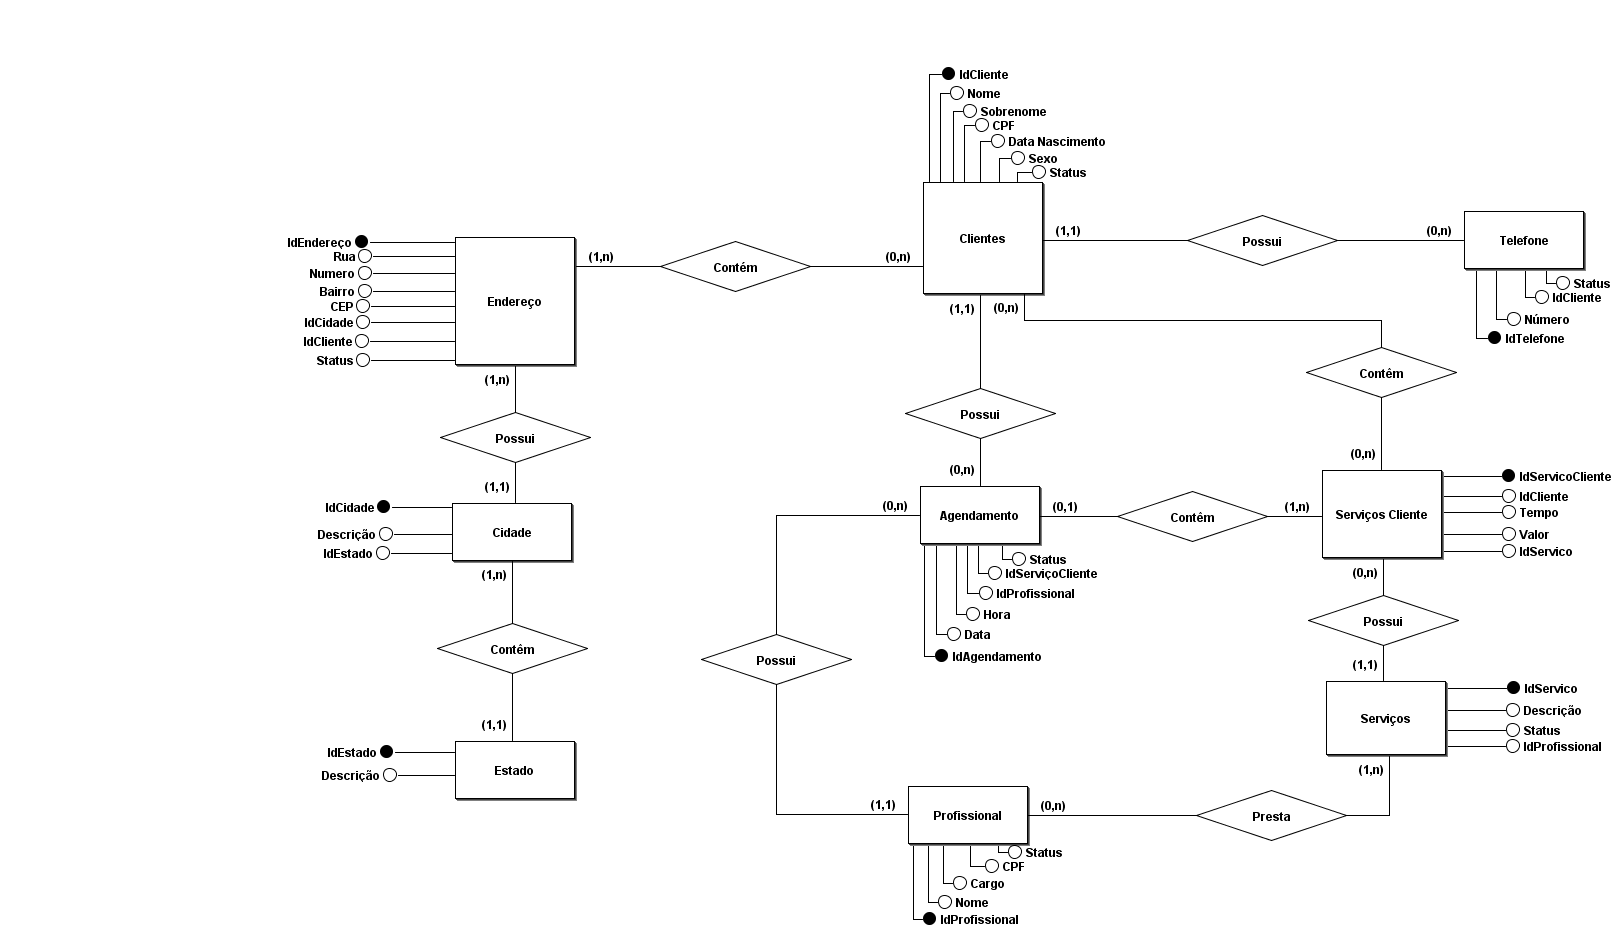 IdCliente
Nome
Sobrenome
CPF
Data Nascimento
Sexo
Status
Clientes
(1,1)
Possui
(0,n)
Telefone
Status
IdCliente
Número
IdTelefone
IdEndereço
Rua
Numero
Bairro
CEP
IdCidade
IdCliente
Status
Endereço
(1,n)
Contém
(0,n)
(1,1)
(0,n)
Contêm
(1,n)
Possui
(1,1)
Possui
(0,n)
(0,n)
IdCidade
Descrição
IdEstado
Cidade
(0,n)
Agendamento
(0,1)
Contêm
(1,n)
Serviços Cliente
IdServicoCliente
IdCliente
Tempo
Valor
IdServico
Status
IdServiçoCliente
IdProfissional
Hora
Data
IdAgendamento
(1,n)
Contêm
(1,1)
(0,n)
Possui
(1,1)
Possui
IdEstado
Descrição
Estado
Serviços
IdServico
Descrição
Status
IdProfissional
(1,n)
(1,1)
Profissional
(0,n)
Presta
Status
CPF
Cargo
Nome
IdProfissional